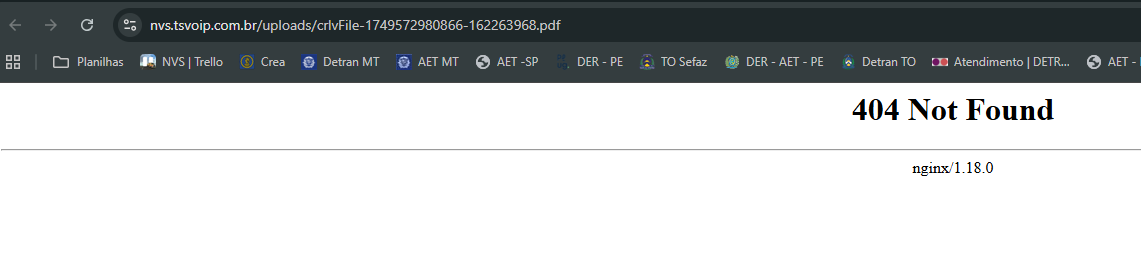 nvs.tsvoip.com.br/uploads/crlvFile-1749572980866-162263968.pdf
Planilhas NVS | Trello Crea Detran MT AET MT AET -SP DER - PE TO Sefaz DER - AET - PE Detran TO Atendimento | DETR... AET -
404 Not Found
nginx/1.18.0